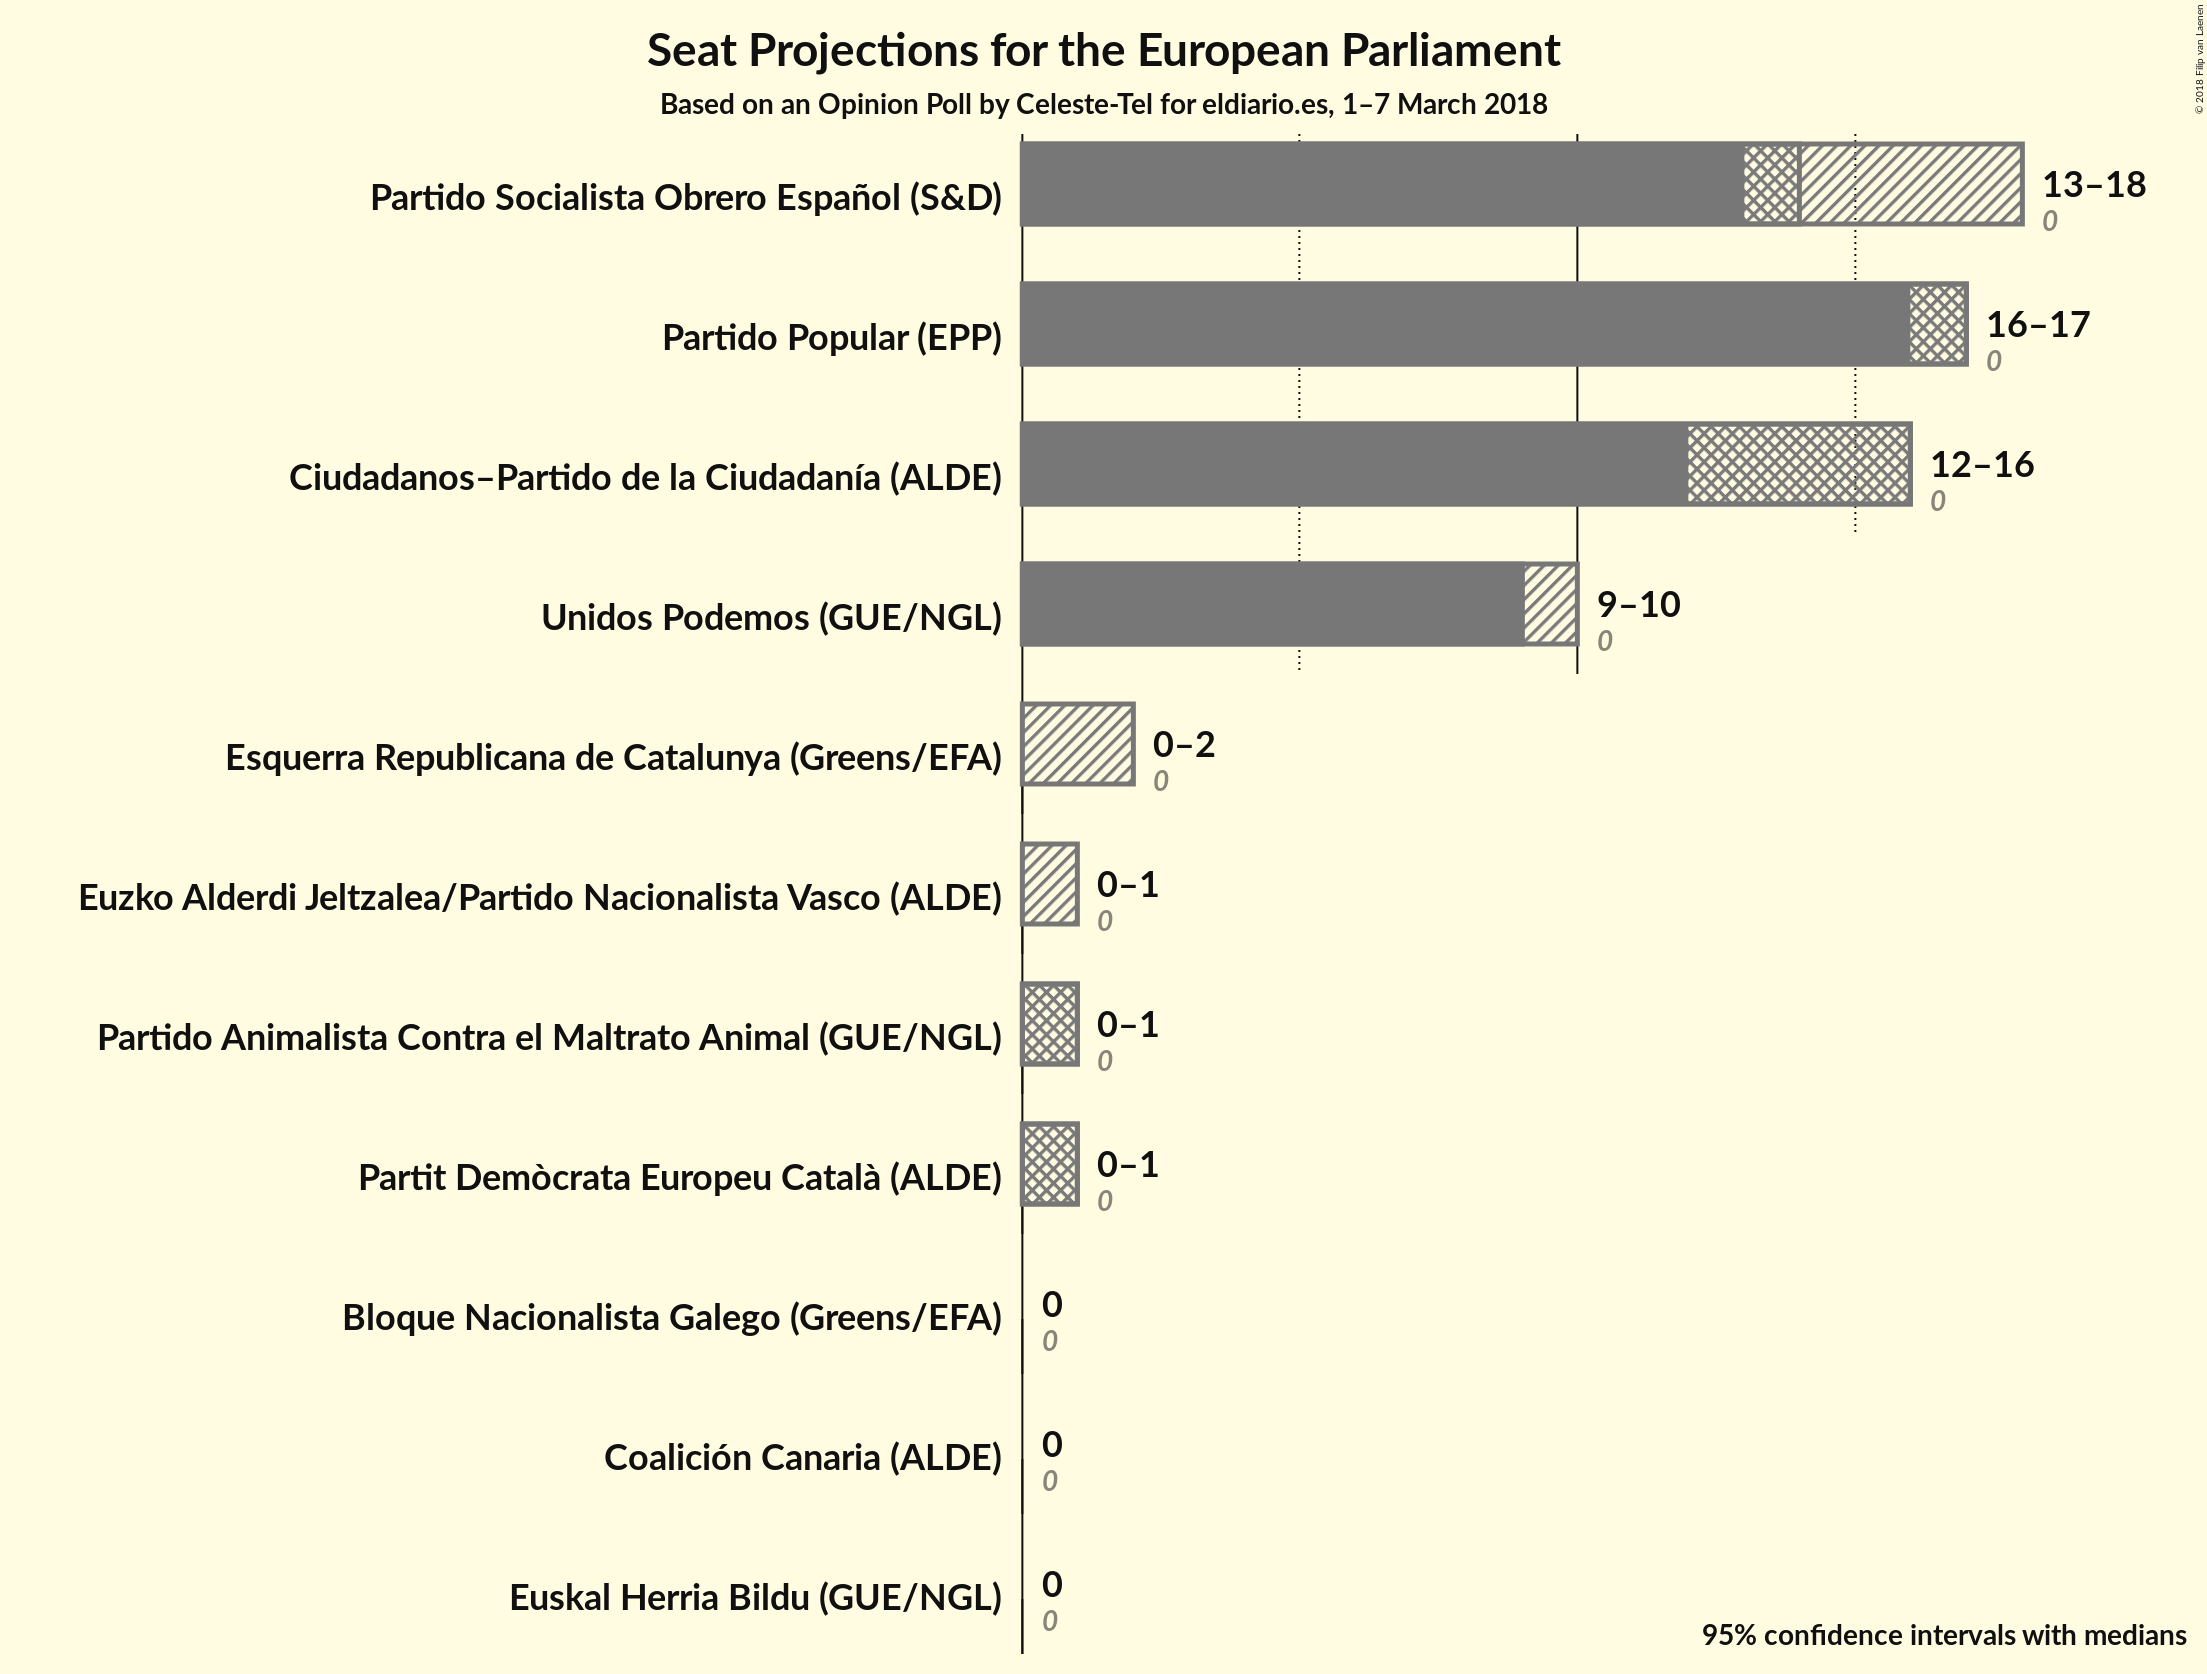 Seat Projections for the European Parliament
Based on an Opinion Poll by Celeste-Tel for eldiario.es, 1–7 March 2018
© 2018 Filip van Laenen
Partido Socialista Obrero Español (S&D)
13–18
0
Partido Popular (EPP)
16–17
0
Ciudadanos–Partido de la Ciudadanía (ALDE)
12–16
0
Unidos Podemos (GUE/NGL)
9–10
0
Esquerra Republicana de Catalunya (Greens/EFA)
0–2
0
Euzko Alderdi Jeltzalea/Partido Nacionalista Vasco (ALDE)
0–1
0
Partido Animalista Contra el Maltrato Animal (GUE/NGL)
0–1
0
Partit Demòcrata Europeu Català (ALDE)
0–1
0
Bloque Nacionalista Galego (Greens/EFA)
0
0
Coalición Canaria (ALDE)
0
0
Euskal Herria Bildu (GUE/NGL)
0
0
95% confidence intervals with medians